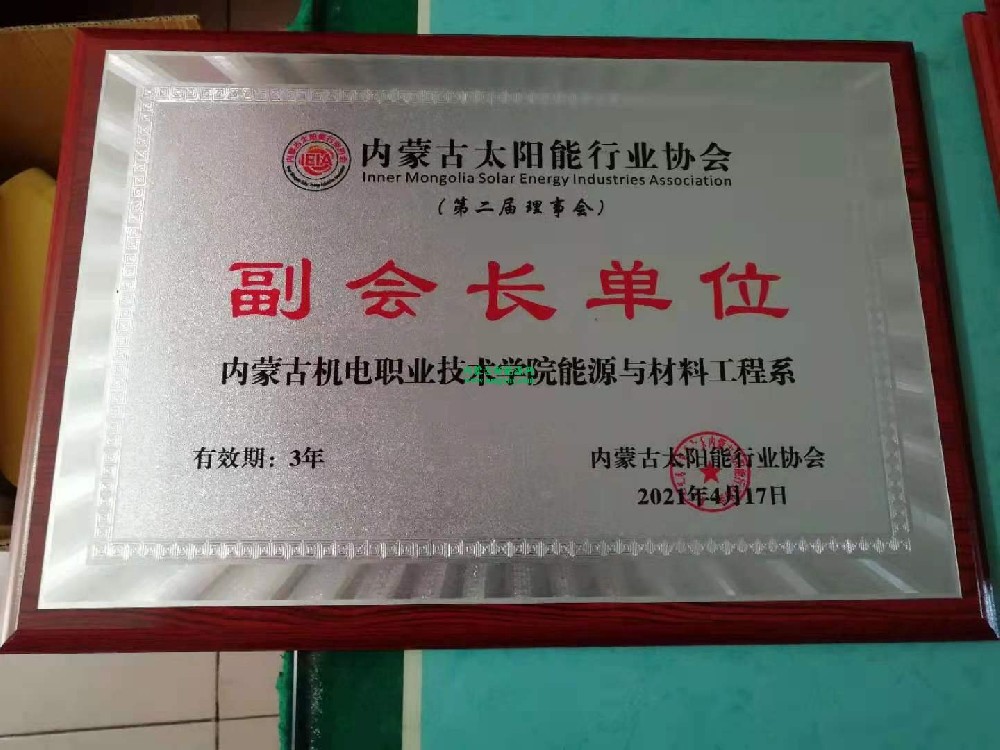 内蒙古太阳能行业协会
Inner Mongolia Solar Energy Industries Association
（第二届理事会）
副会长单位
内蒙古机电职业技术学院能源与材料工程系
有效期：3年
内蒙古太阳能行业协会
2021年4月17日